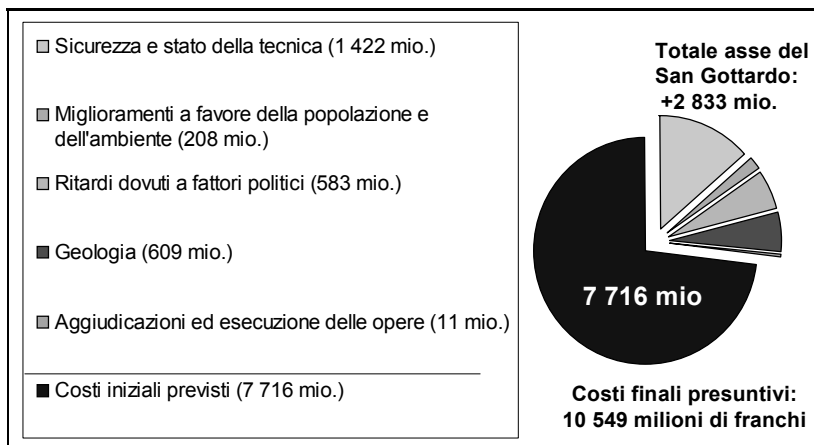 Sicurezza e stato della tecnica (1 422 mio.)
Miglioramenti a favore della popolazione e
dell'ambiente (208 mio.)
Ritardi dovuti a fattori politici (583 mio.)
Geologia (609 mio.)
Aggiudicazioni ed esecuzione delle opere (11 mio.)
Costi iniziali previsti (7 716 mio.)
Totale asse del
San Gottardo:
+2 833 mio.
7 716 mio
Costi finali presuntivi:
10 549 milioni di franchi